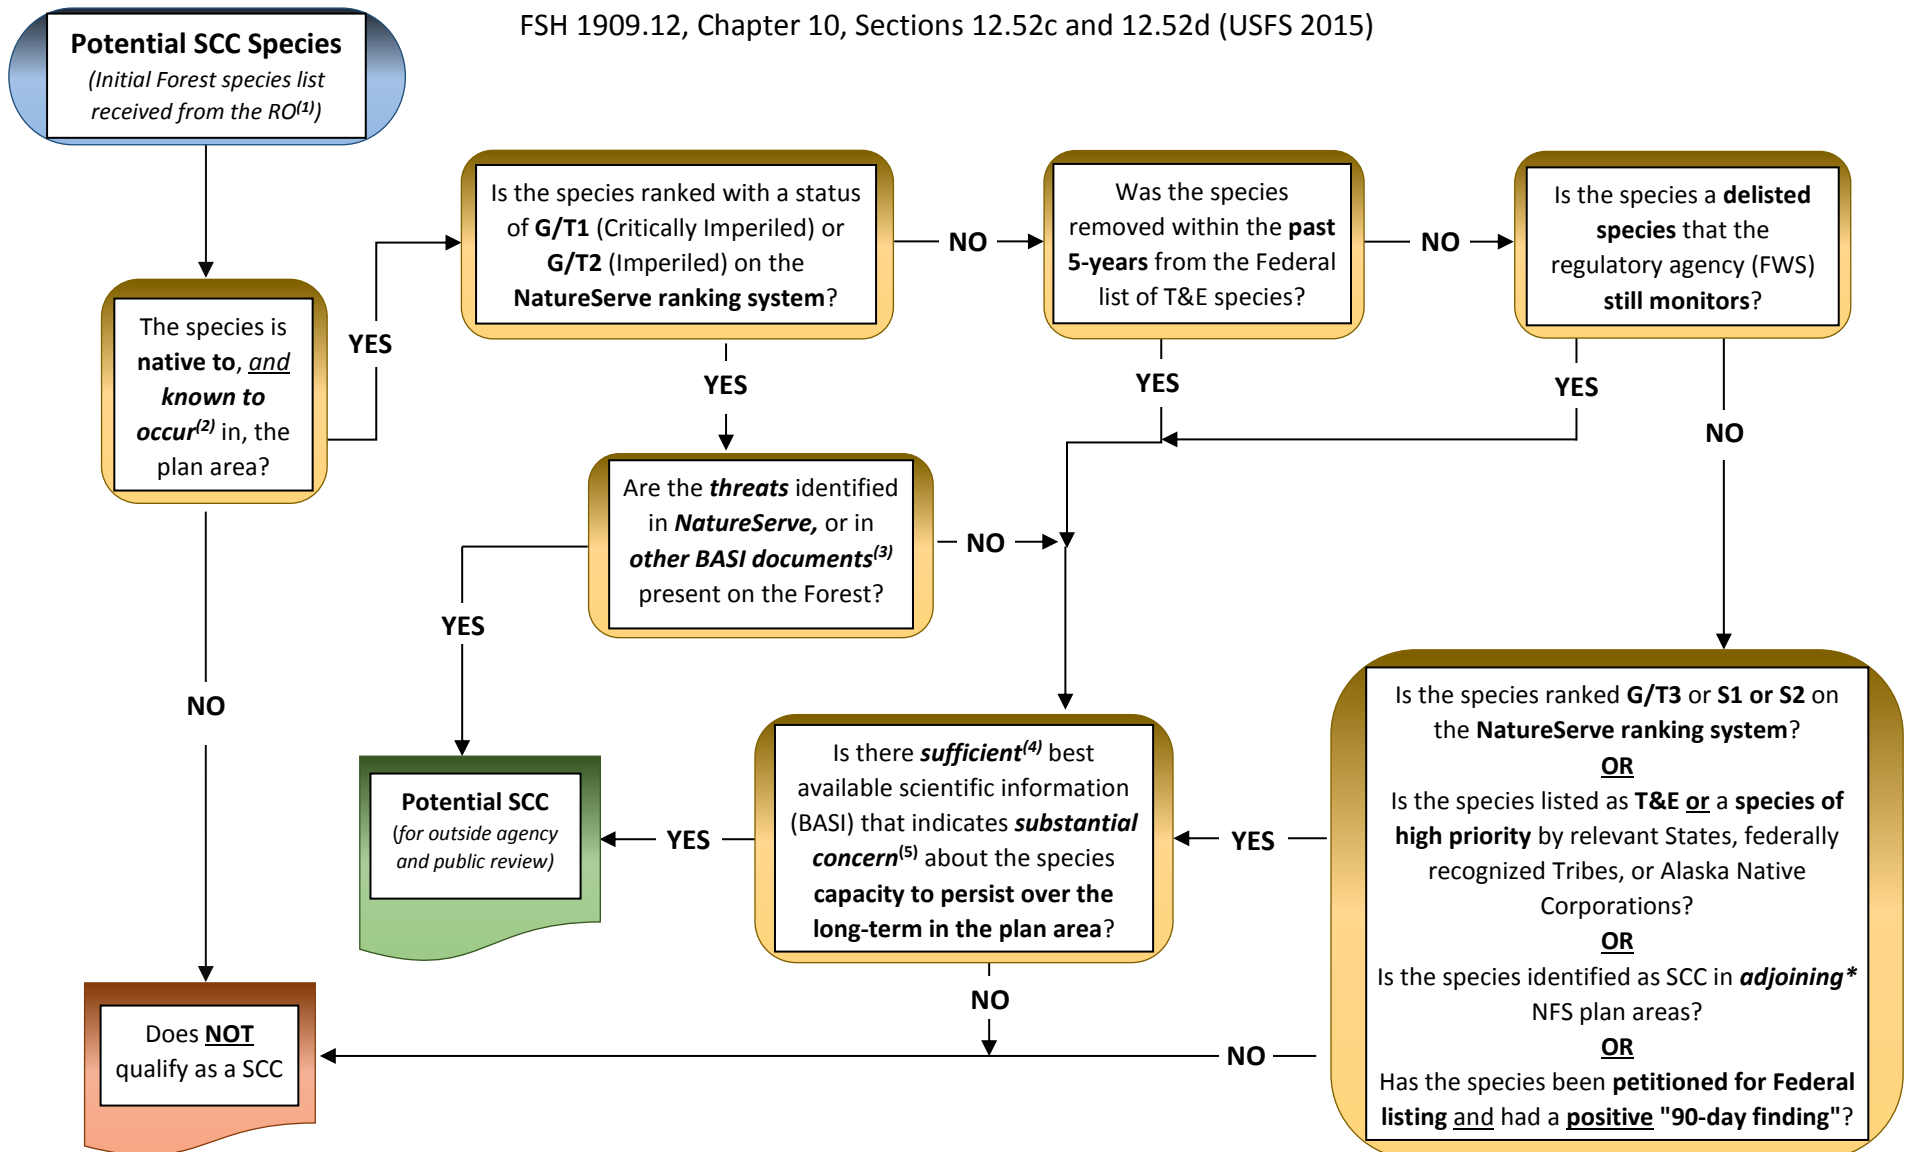 FSH 1909.12, Chapter 10, Sections 12.52c and 12.52d (USFS 2015)
Potential SCC Species
(Initial Forest species list
received from the RO(1))
The species is
native to, and
known to
occur(2) in, the
plan area?
YES
NO
Is the species ranked with a status
of G/T1 (Critically Imperiled) or
G/T2 (Imperiled) on the
NatureServe ranking system?
NO
YES
Was the species
removed within the past
5-years from the Federal
list of T&E species?
NO
YES
Is the species a delisted
species that the
regulatory agency (FWS)
still monitors?
YES
NO
Are the threats identified
in NatureServe, or in
other BASI documents(3)
present on the Forest?
NO
YES
Is the species ranked G/T3 or S1 or S2 on
the NatureServe ranking system?
OR
Is the species listed as T&E or a species of
high priority by relevant States, federally
recognized Tribes, or Alaska Native
Corporations?
OR
Is the species identified as SCC in adjoining*
NFS plan areas?
OR
Has the species been petitioned for Federal
listing and had a positive "90-day finding"?
YES
NO
Is there sufficient(4) best
available scientific information
(BASI) that indicates substantial
concern(5) about the species
capacity to persist over the
long-term in the plan area?
YES
NO
Potential SCC
(for outside agency
and public review)
Does NOT
qualify as a SCC